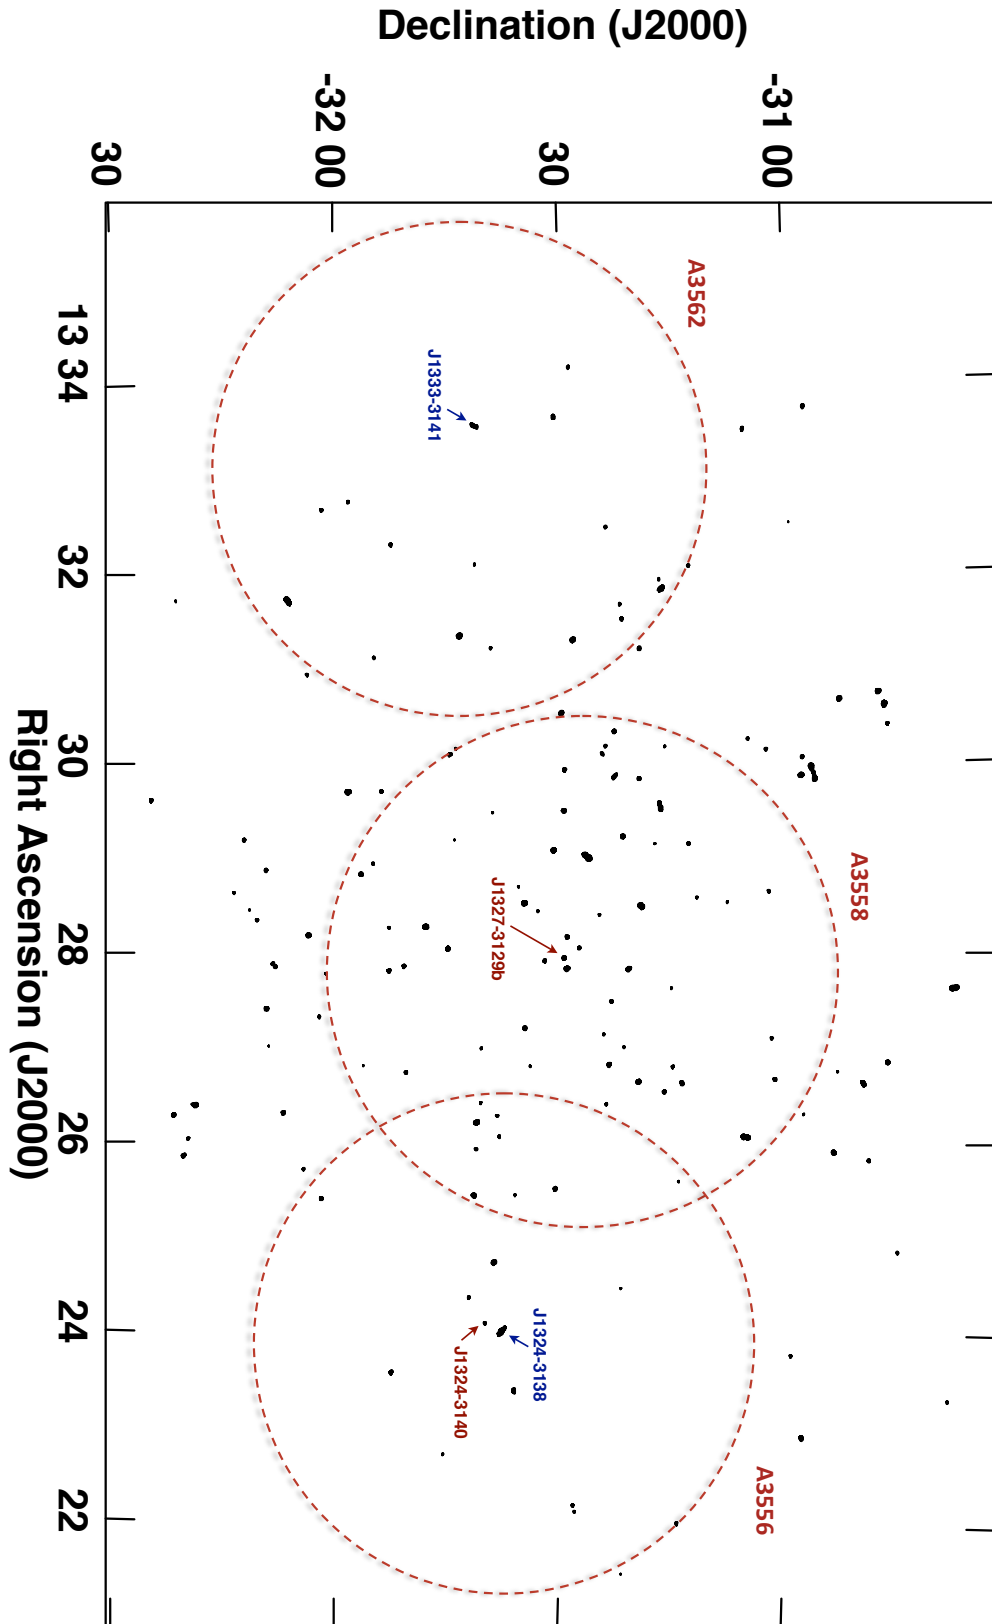 Declination (J2000)
-31 00
30
-32 00
30
A3562
A3558
A3556
J1333-3141
J1327-3129b
J1324-3138
J1324-3140
13 34
32
30
28
26
24
22
Right Ascension (J2000)